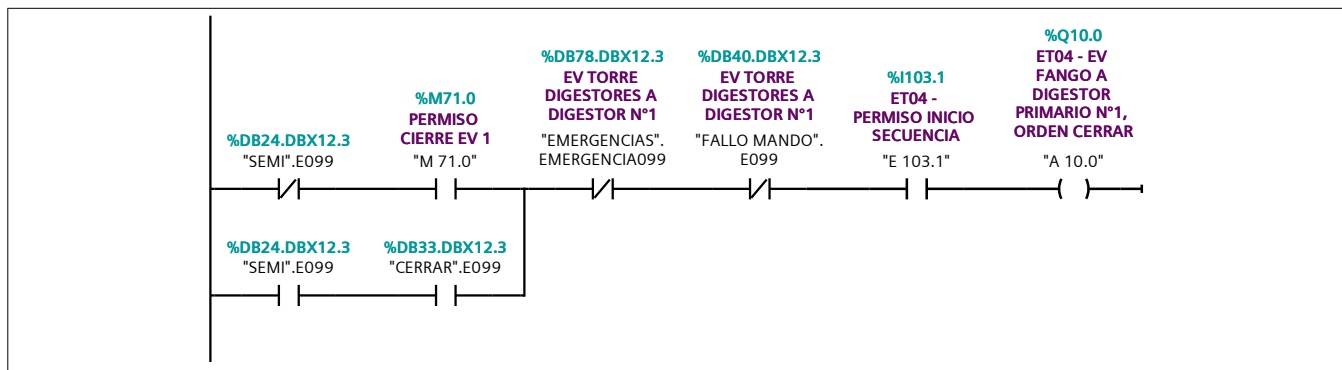 %Q10.0
ET04 - EV
FANGO A
DIGESTOR
PRIMARIO N°1,
ORDEN CERRAR
"A 10.0"
%DB78.DBX12.3
EV TORRE
DIGESTORES A
DIGESTOR N°1
"EMERGENCIAS".
EMERGENCIA099
%DB40.DBX12.3
EV TORRE
DIGESTORES A
DIGESTOR N°1
"FALLO MANDO".
E099
%I103.1
ET04 -
PERMISO INICIO
SECUENCIA
"E 103.1"
%M71.0
PERMISO
CIERRE EV 1
"M 71.0"
%DB24.DBX12.3
"SEMI".E099
%DB24.DBX12.3
"SEMI".E099
%DB33.DBX12.3
"CERRAR".E099